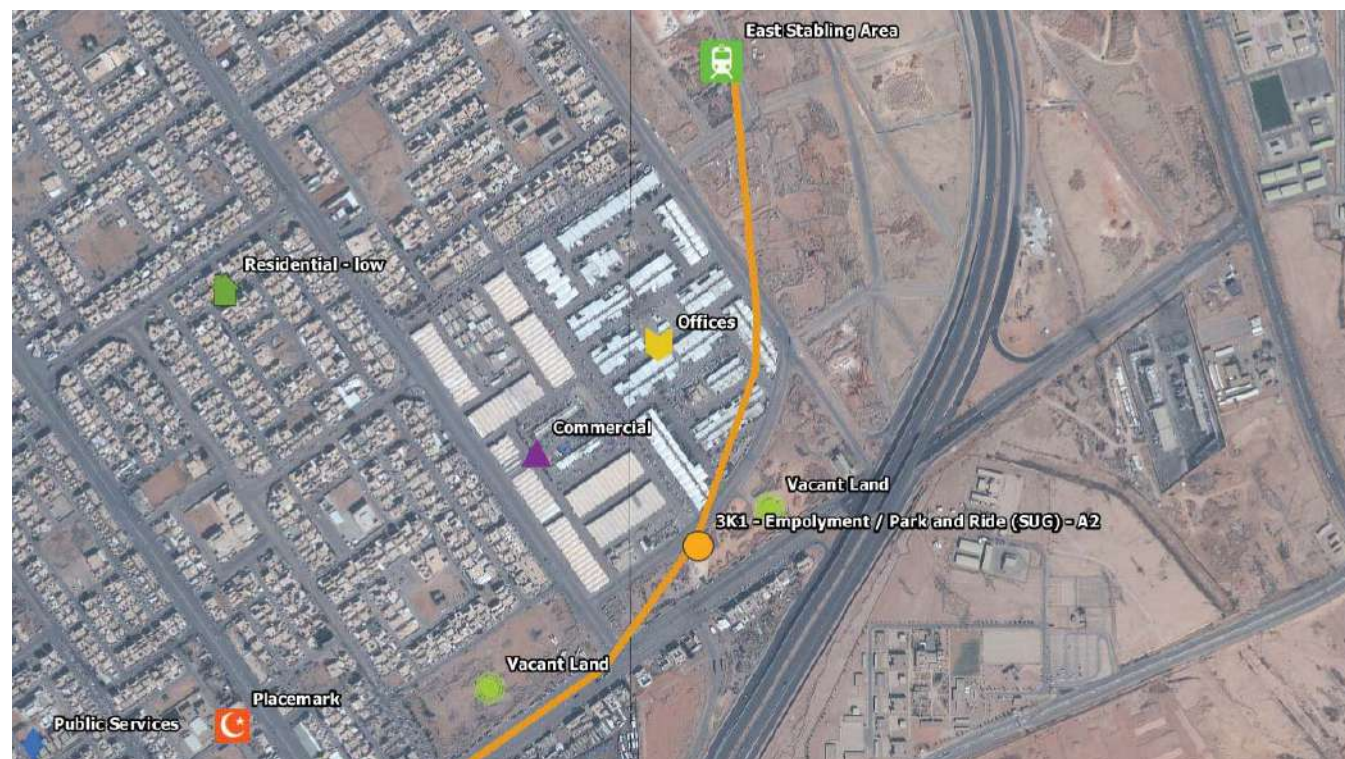 East Stabling Area
Residential - low
Offices
Commercial
Vacant Land
3K1 - Empolyment / Park and Ride (SUG) - A2
Vacant Land
Placemark
Public Services